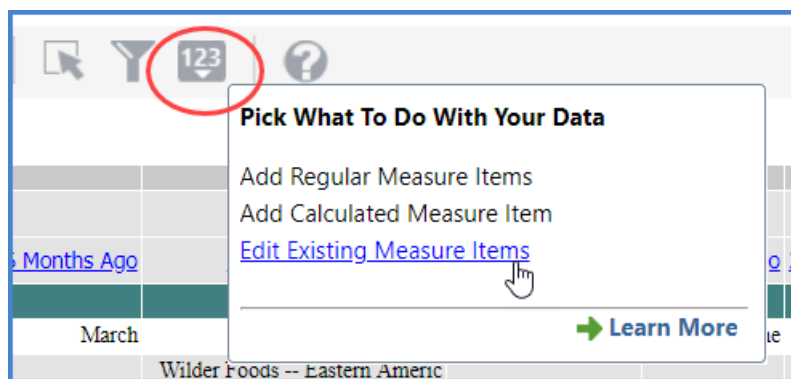 123
Pick What To Do With Your Data
Add Regular Measure Items
Add Calculated Measure Item
Edit Existing Measure Items
Months Ago
March
Learn More
Wilder Foods -- Eastern Americ